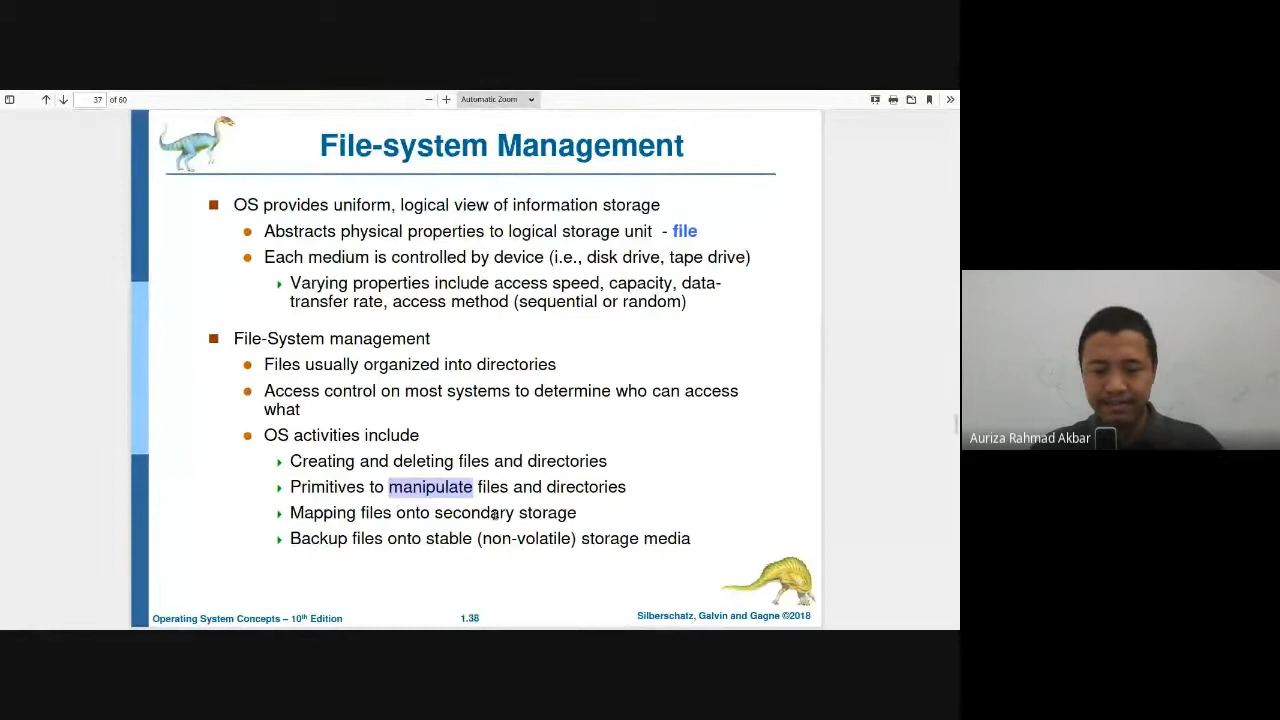 37 of 60
Automatic Zoom
File-system Management
OS provides uniform, logical view of information storage
Abstracts physical properties to logical storage unit - file
Each medium is controlled by device (i.e., disk drive, tape drive)
Varying properties include access speed, capacity, data-
transfer rate, access method (sequential or random)
File-System management
Files usually organized into directories
Access control on most systems to determine who can access
what
OS activities include
Creating and deleting files and directories
Primitives to manipulate files and directories
Mapping files onto secondary storage
Backup files onto stable (non-volatile) storage media
Operating System Concepts – 10th Edition
1.38
Silberschatz, Galvin and Gagne ©2018
Auriza Rahmad Akbar